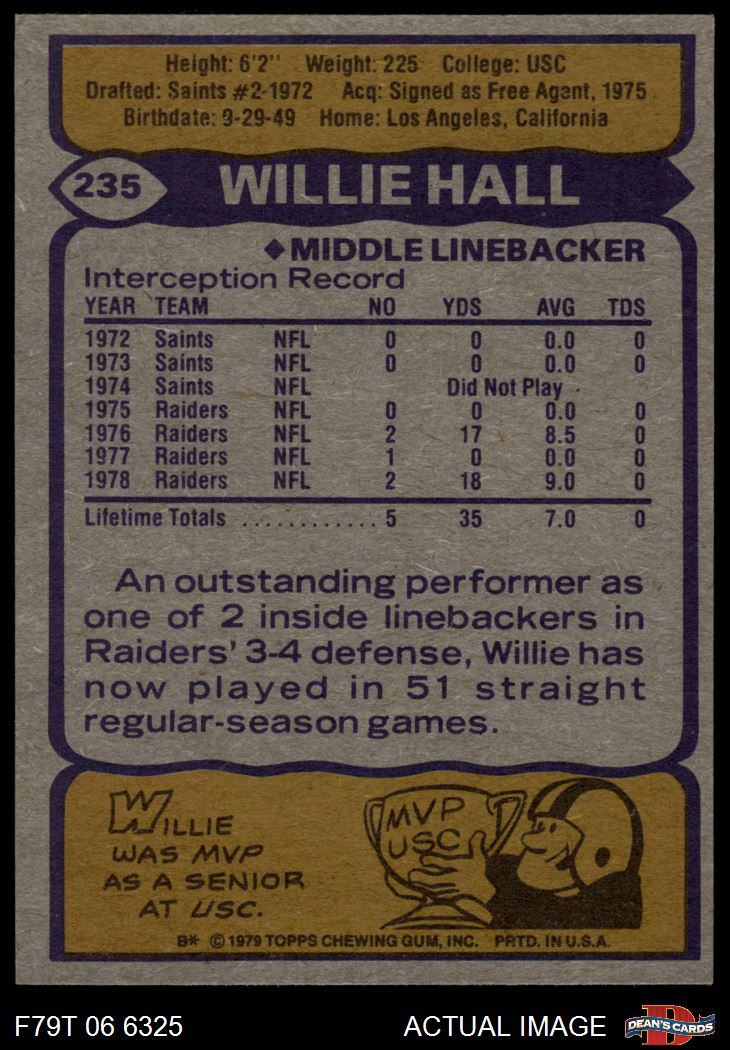 Height: 6'2" Weight: 225 College: USC
Drafted: Saints #2-1972 Acq: Signed as Free Agent, 1975
Birthdate: 9-29-49 Home: Los Angeles, California
235 WILLIE HALL
◆ MIDDLE LINEBACKER
Interception Record
YEAR TEAM NO YDS AVG TDS
1972 Saints NFL 0 0 0.0 0
1973 Saints NFL 0 0 0.0 0
1974 Saints NFL Did Not Play
1975 Raiders NFL 0 0 0.0 0
1976 Raiders NFL 2 17 8.5 0
1977 Raiders NFL 1 0 0.0 0
1978 Raiders NFL 2 18 9.0 0
Lifetime Totals ............ 5 35 7.0 0
An outstanding performer as
one of 2 inside linebackers in
Raiders' 3-4 defense, Willie has
now played in 51 straight
regular-season games.
WILLIE
WAS MVP
AS A SENIOR
AT USC.
MVP
USC
B* © 1979 TOPPS CHEWING GUM, INC. PRTD. IN U.S.A.
F79T 06 6325 ACTUAL IMAGE D DEAN'S CARDS